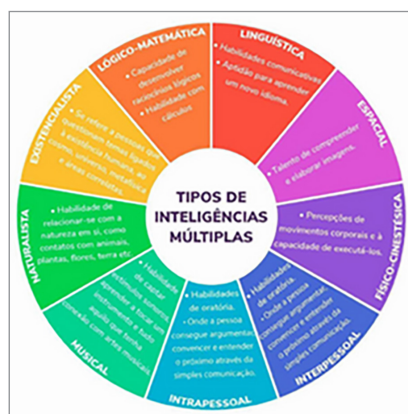 TIPOS DE
INTELIGÊNCIAS
MÚLTIPLAS
LINGUÍSTICA
• Habilidades comunicativas
• Aptidão para aprender
um novo idioma.
ESPACIAL
• Talento de compreender
e elaborar imagens.
FÍSICO-CINESTÉSICA
• Percepções de
movimentos corporais e à
capacidade de executá-los.
INTERPESSOAL
• Habilidades
de oratória.
• Onde a pessoa
consegue argumentar,
convencer e entender
o próximo através da
simples comunicação.
INTRAPESSOAL
• Habilidades
de oratória.
• Onde a pessoa
consegue argumentar,
convencer e entender
o próximo através da
simples comunicação.
MUSICAL
• Habilidade
de captar
estímulos sonoros,
aprender a tocar um
instrumento e tudo
aquilo que tenha
conexão com artes musicais
NATURALISTA
• Habilidade de
relacionar-se com a
natureza em si, como
contatos com animais,
plantas, flores, terra etc
EXISTENCIALISTA
• Se refere a pessoas que
questionam temas ligados
à existência humana, ao
cosmo, universo, metafísica
e áreas correlatas.
LÓGICO-MATEMÁTICA
• Capacidade de
desenvolver
raciocínios lógicos
• Habilidade com
cálculos